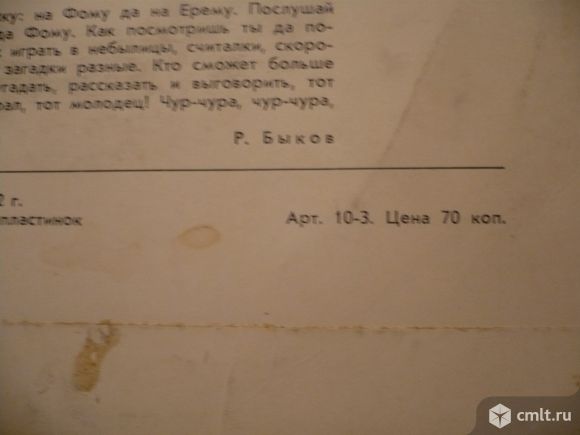 ку: на Фому да на Ерему. Послушай
да Фому. Как посмотришь ты да по-
играть в небылицы, считалки, скоро-
загадки разные. Кто сможет больше
гадать, рассказать и выговорить, тот
рал, тот молодец! Чур-чура, чур-чура,
Р. Быков
2 г.
пластинок
Арт. 10-3. Цена 70 коп.
cmlt.ru